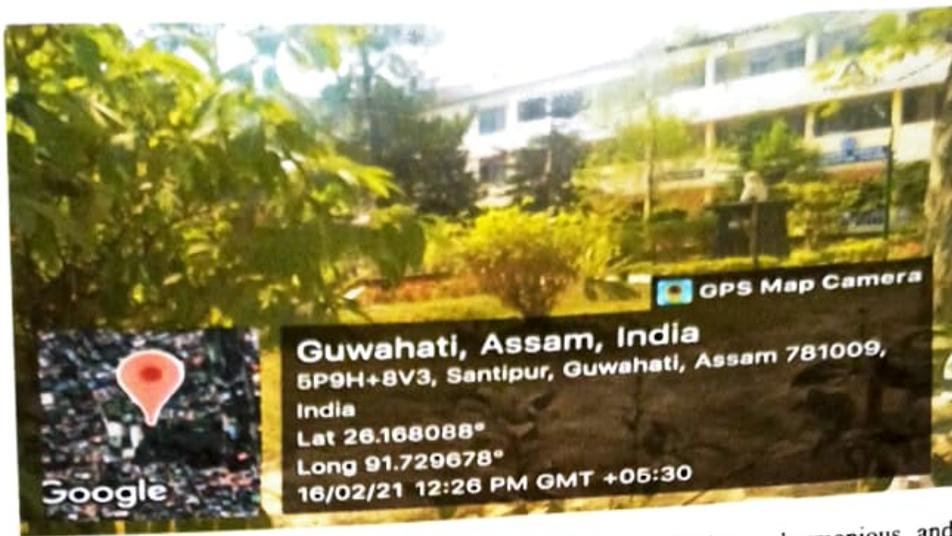 GPS Map Camera
Guwahati, Assam, India
5P9H+8V3, Santipur, Guwahati, Assam 781009,
India
Lat 26.168088°
Long 91.729678°
16/02/21 12:26 PM GMT +05:30
Google
and